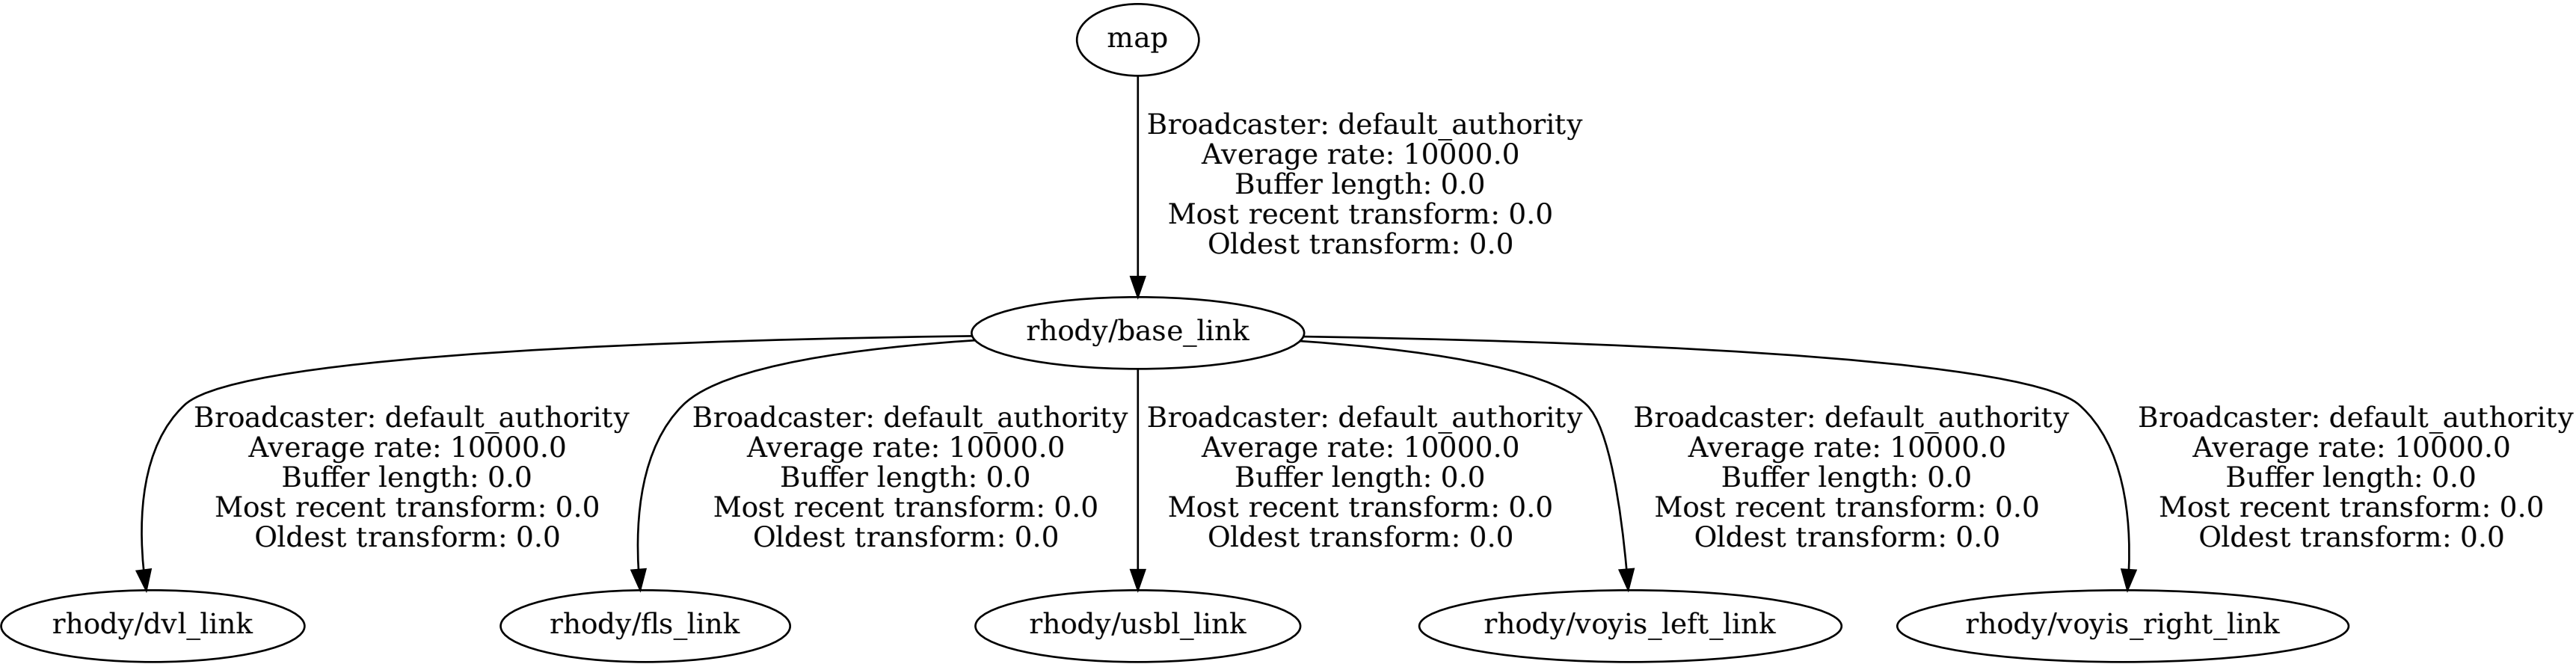 map
Broadcaster: default_authority
Average rate: 10000.0
Buffer length: 0.0
Most recent transform: 0.0
Oldest transform: 0.0
rhody/base_link
Broadcaster: default_authority
Average rate: 10000.0
Buffer length: 0.0
Most recent transform: 0.0
Oldest transform: 0.0
Broadcaster: default_authority
Average rate: 10000.0
Buffer length: 0.0
Most recent transform: 0.0
Oldest transform: 0.0
Broadcaster: default_authority
Average rate: 10000.0
Buffer length: 0.0
Most recent transform: 0.0
Oldest transform: 0.0
Broadcaster: default_authority
Average rate: 10000.0
Buffer length: 0.0
Most recent transform: 0.0
Oldest transform: 0.0
Broadcaster: default_authority
Average rate: 10000.0
Buffer length: 0.0
Most recent transform: 0.0
Oldest transform: 0.0
rhody/dvl_link
rhody/fls_link
rhody/usbl_link
rhody/voyis_left_link
rhody/voyis_right_link